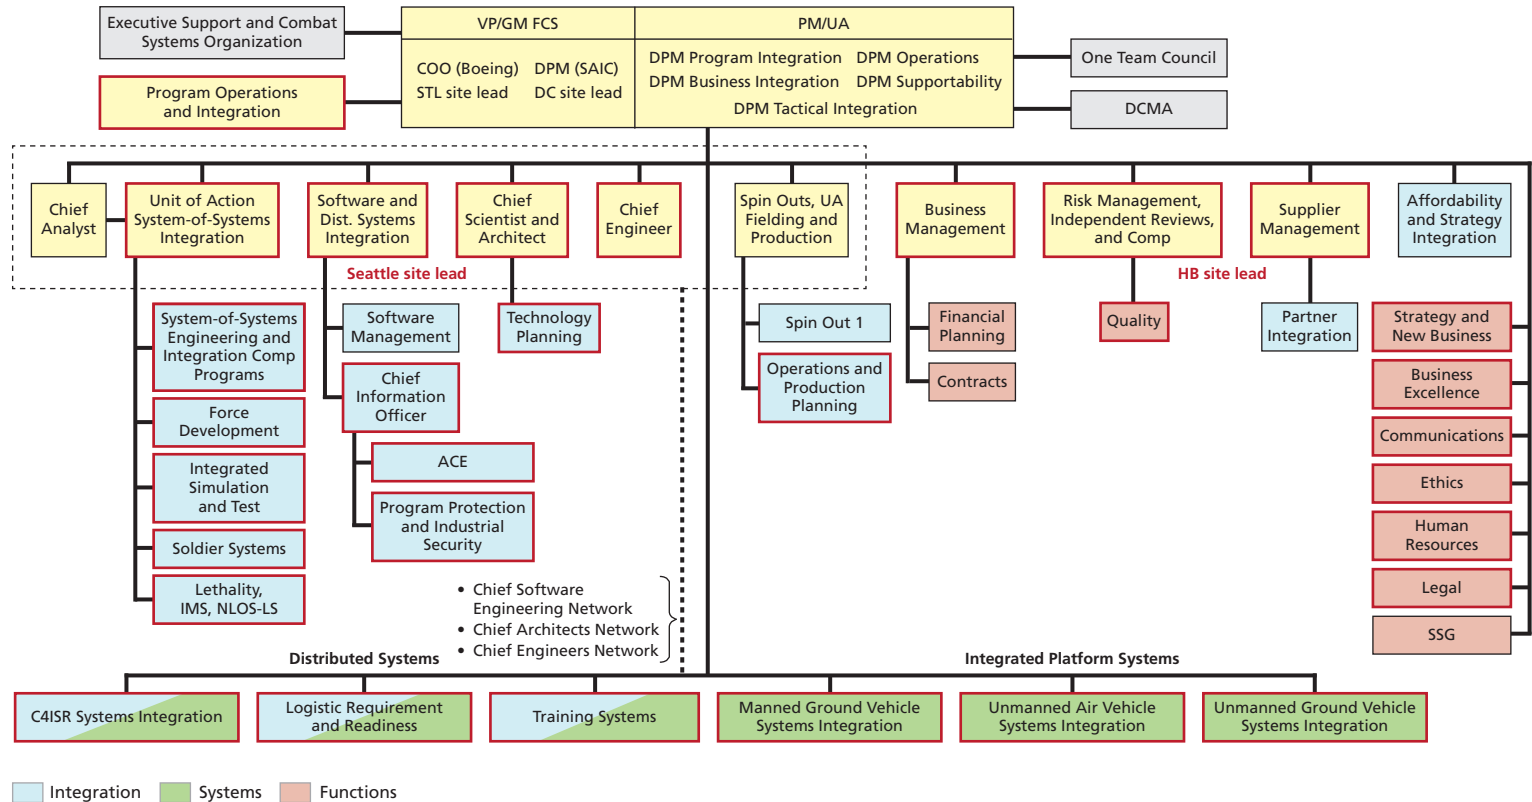 Executive Support and Combat
Systems Organization
Program Operations
and Integration
VP/GM FCS
COO (Boeing) DPM (SAIC)
STL site lead DC site lead
PM/UA
DPM Program Integration DPM Operations
DPM Business Integration DPM Supportability
DPM Tactical Integration
One Team Council
DCMA
Chief
Analyst
Unit of Action
System-of-Systems
Integration
Software and
Dist. Systems
Integration
Chief
Scientist and
Architect
Chief
Engineer
Spin Outs, UA
Fielding and
Production
Business
Management
Risk Management,
Independent Reviews,
and Comp
Supplier
Management
Affordability
and Strategy
Integration
Seattle site lead
HB site lead
System-of-Systems
Engineering and
Integration Comp
Programs
Force
Development
Integrated
Simulation
and Test
Soldier Systems
Lethality,
IMS, NLOS-LS
Software
Management
Chief
Information
Officer
ACE
Program Protection
and Industrial
Security
Technology
Planning
Spin Out 1
Operations and
Production
Planning
Financial
Planning
Contracts
Quality
Partner
Integration
Strategy and
New Business
Business
Excellence
Communications
Ethics
Human
Resources
Legal
SSG
• Chief Software
Engineering Network
• Chief Architects Network
• Chief Engineers Network
Distributed Systems
Integrated Platform Systems
C4ISR Systems Integration
Logistic Requirement
and Readiness
Training Systems
Manned Ground Vehicle
Systems Integration
Unmanned Air Vehicle
Systems Integration
Unmanned Ground Vehicle
Systems Integration
Integration Systems Functions